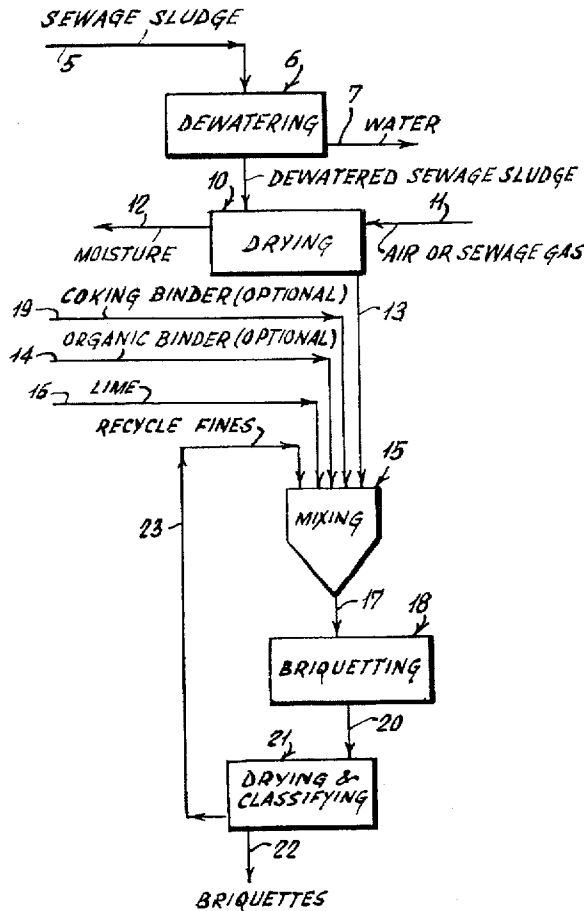 SEWAGE SLUDGE
5
6
DEWATERING
7
WATER
DEWATERED SEWAGE SLUDGE
10
11
12
DRYING
MOISTURE
AIR OR SEWAGE GAS
COKING BINDER (OPTIONAL)
19
13
ORGANIC BINDER (OPTIONAL)
14
LIME
16
RECYCLE FINES
15
MIXING
23
17
18
BRIQUETTING
20
21
DRYING &
CLASSIFYING
22
BRIQUETTES